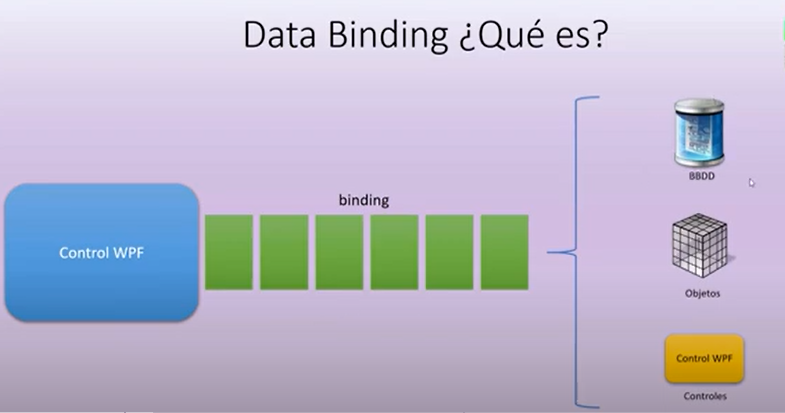 Data Binding ¿Qué es?
BBDD
binding
Control WPF
Objetos
Control WPF
Controles